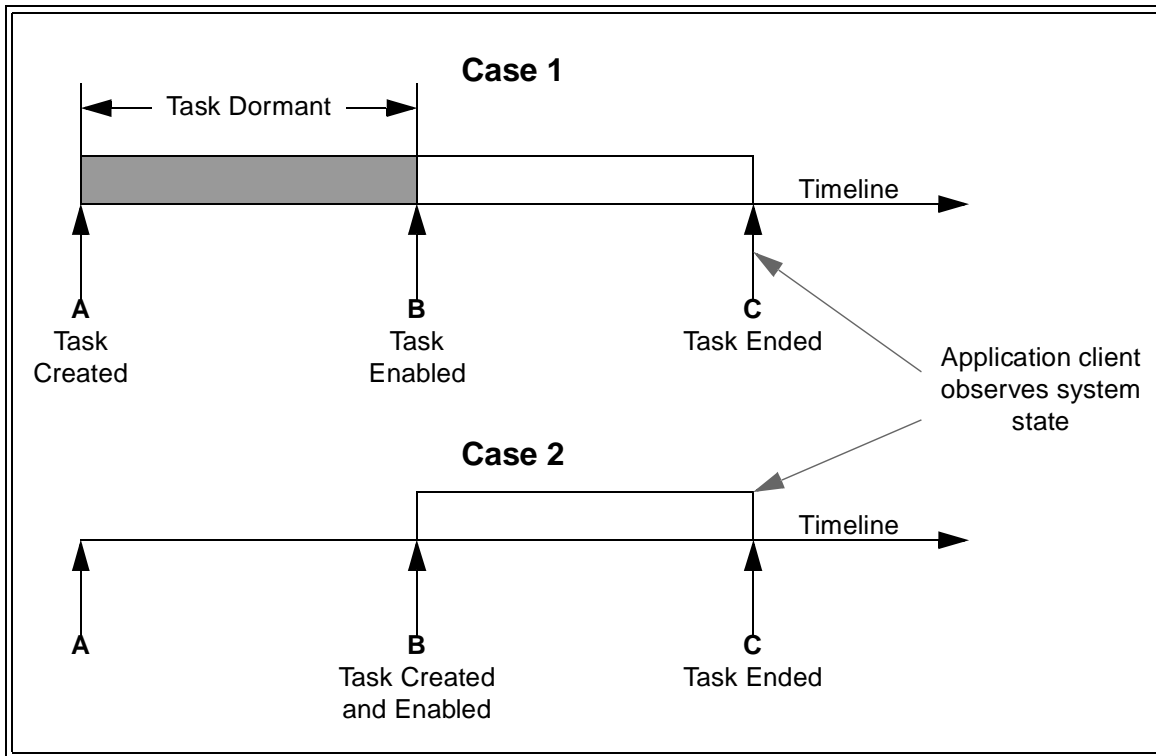 Case 1
Task Dormant
Timeline
A
Task
Created
B
Task
Enabled
C
Task Ended
Application client
observes system
state
Case 2
Timeline
A
B
Task Created
and Enabled
C
Task Ended